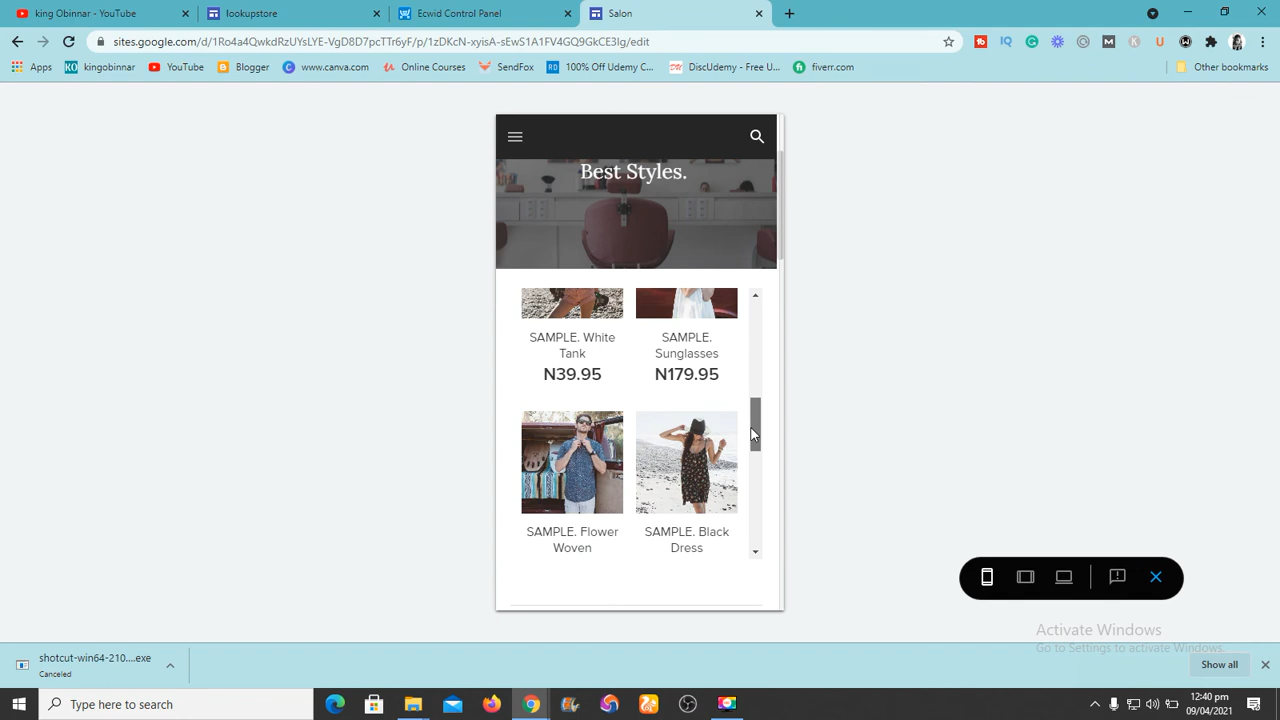 king Obinnar - YouTube
lookupstore
Ecwid Control Panel
Salon
sites.google.com/d/1Ro4a4QwkdRzUYsLYE-VgD8D7pcTTr6yF/p/1zDKcN-xyisA-sEwS1A1FV4GQ9GkCE3Ig/edit
Apps
kingobinnar
YouTube
Blogger
www.canva.com
Online Courses
SendFox
100% Off Udemy C...
DiscUdemy - Free U...
fiverr.com
Other bookmarks
Best Styles.
SAMPLE. White
Tank
N39.95
SAMPLE.
Sunglasses
N179.95
SAMPLE. Flower
Woven
SAMPLE. Black
Dress
Activate Windows
Go to Settings to activate Windows.
shotcut-win64-210....exe
Canceled
Show all
Type here to search
12:40 pm
09/04/2021